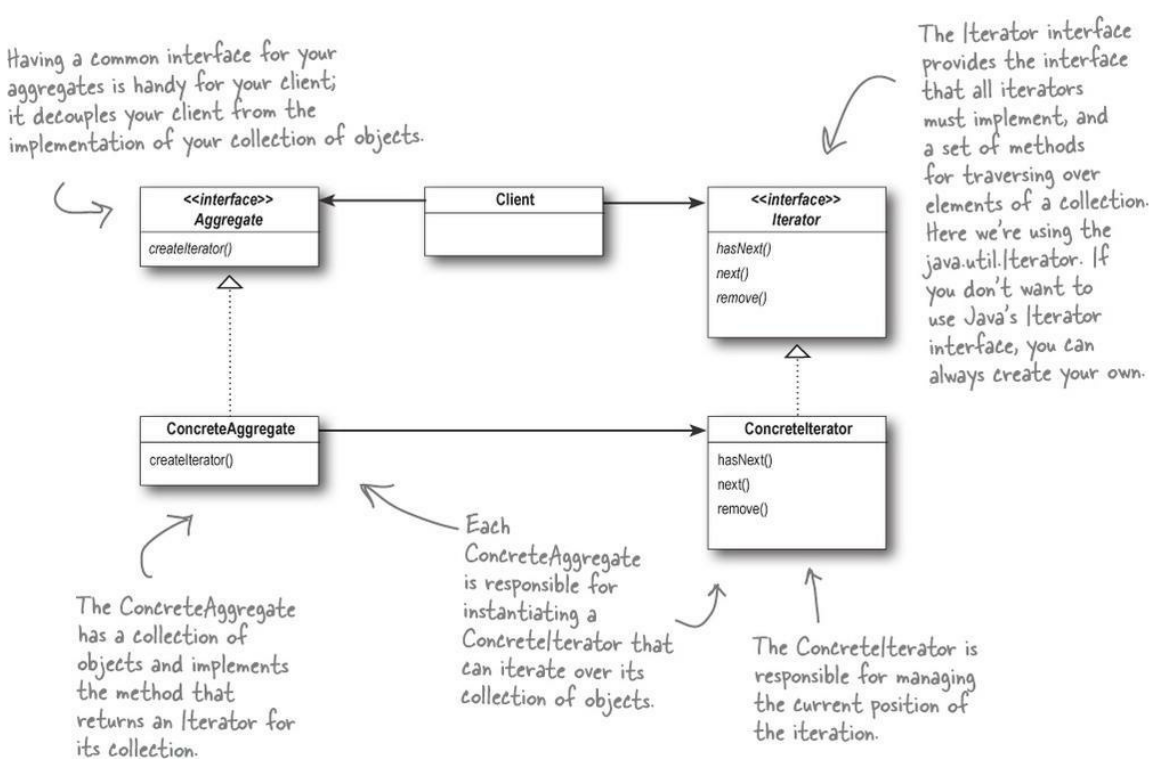 Having a common interface for your
aggregates is handy for your client;
it decouples your client from the
implementation of your collection of objects.
The Iterator interface
provides the interface
that all iterators
must implement, and
a set of methods
for traversing over
elements of a collection.
Here we're using the
java.util.Iterator. If
you don't want to
use Java's Iterator
interface, you can
always create your own.
<<interface>>
Aggregate
createIterator()
Client
<<interface>>
Iterator
hasNext()
next()
remove()
ConcreteAggregate
createIterator()
ConcreteIterator
hasNext()
next()
remove()
The ConcreteAggregate
has a collection of
objects and implements
the method that
returns an Iterator for
its collection.
Each
ConcreteAggregate
is responsible for
instantiating a
ConcreteIterator that
can iterate over its
collection of objects.
The ConcreteIterator is
responsible for managing
the current position of
the iteration.